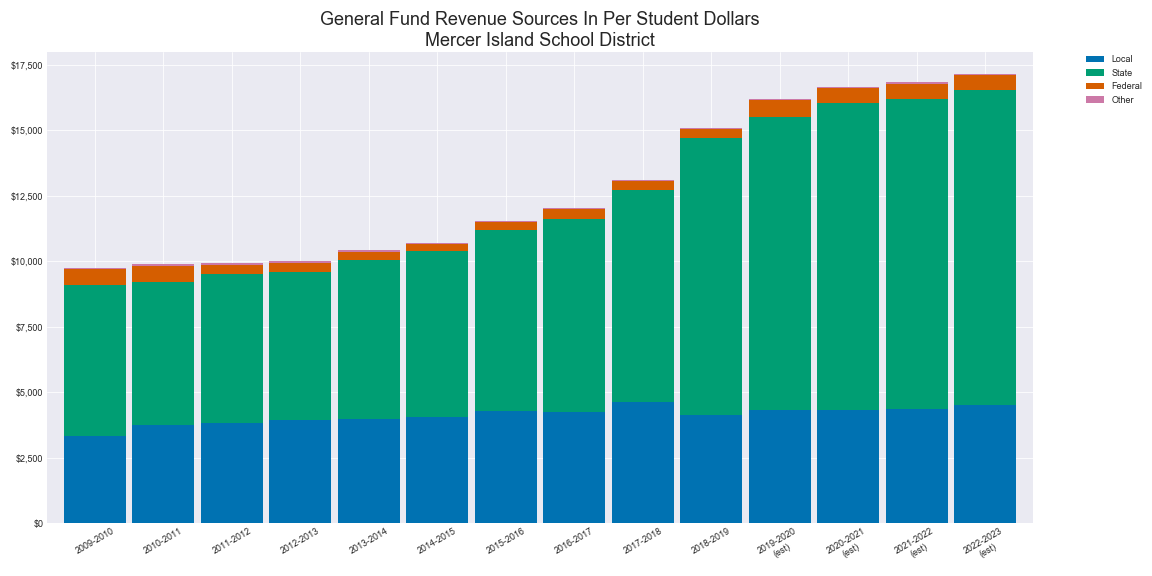 General Fund Revenue Sources In Per Student Dollars
Mercer Island School District
Local
State
Federal
Other
$17,500
$15,000
$12,500
$10,000
$7,500
$5,000
$2,500
$0
2009-2010
2010-2011
2011-2012
2012-2013
2013-2014
2014-2015
2015-2016
2016-2017
2017-2018
2018-2019
2019-2020
(est)
2020-2021
(est)
2021-2022
(est)
2022-2023
(est)